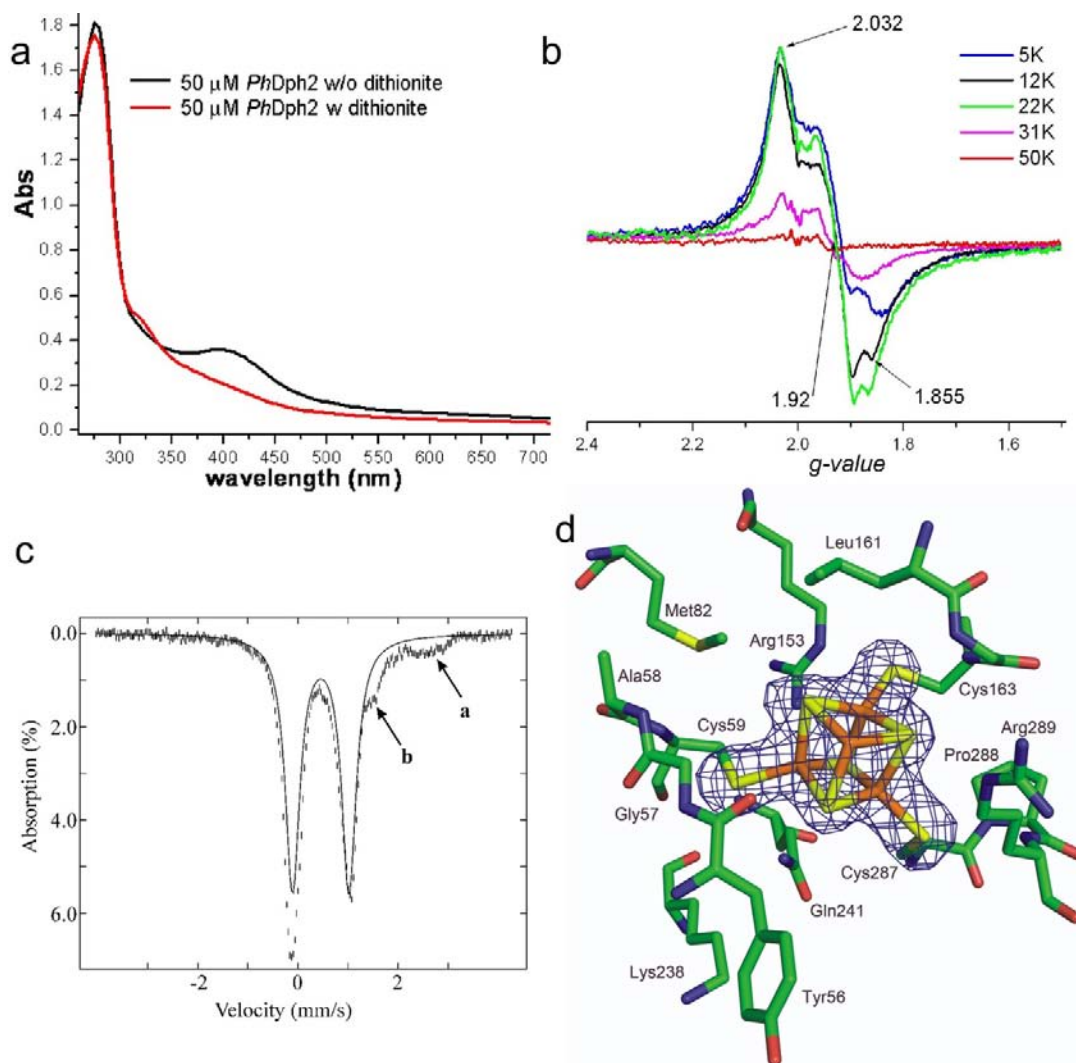 a
50 μM PhDph2 w/o dithionite
50 μM PhDph2 w dithionite
Abs
1.8
1.6
1.4
1.2
1.0
0.8
0.6
0.4
0.2
0.0
300 350 400 450 500 550 600 650 700
wavelength (nm)
b
2.032
5K
12K
22K
31K
50K
1.92
1.855
2.4 2.2 2.0 1.8 1.6
g-value
c
0.0
2.0
4.0
6.0
Absorption (%)
a
b
-2 0 2
Velocity (mm/s)
d
Leu161
Met82
Arg153
Ala58
Cys59
Cys163
Arg289
Pro288
Gly57
Cys287
Gln241
Lys238
Tyr56